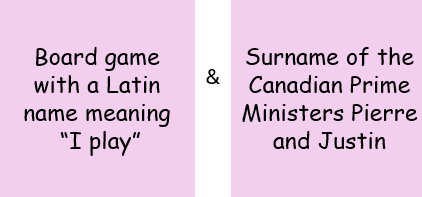 Board game
with a Latin
name meaning
“I play”
&
Surname of the
Canadian Prime
Ministers Pierre
and Justin